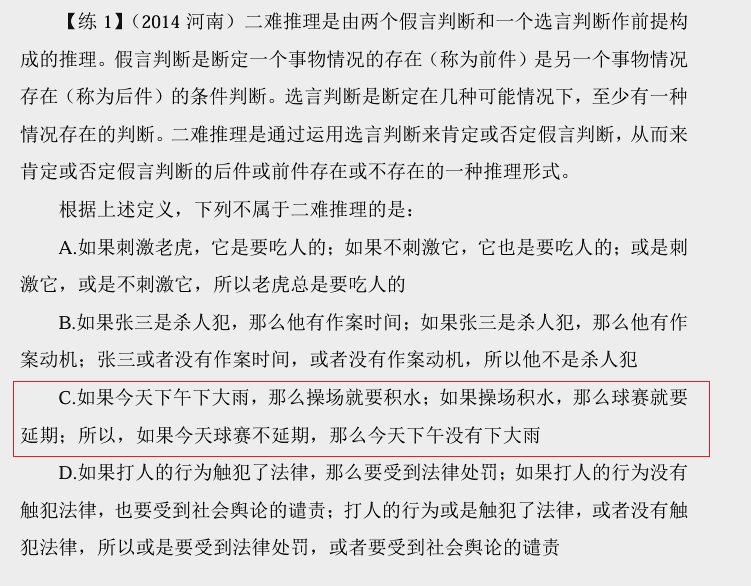 【练 1】（2014 河南）二难推理是由两个假言判断和一个选言判断作前提构
成的推理。假言判断是断定一个事物情况的存在（称为前件）是另一个事物情况
存在（称为后件）的条件判断。选言判断是断定在几种可能情况下，至少有一种
情况存在的判断。二难推理是通过运用选言判断来肯定或否定假言判断，从而来
肯定或否定假言判断的后件或前件存在或不存在的一种推理形式。
根据上述定义，下列不属于二难推理的是：
A.如果刺激老虎，它是要吃人的；如果不刺激它，它也是要吃人的；或是刺
激它，或是不刺激它，所以老虎总是要吃人的
B.如果张三是杀人犯，那么他有作案时间；如果张三是杀人犯，那么他有作
案动机；张三或者没有作案时间，或者没有作案动机，所以他不是杀人犯
C.如果今天下午下大雨，那么操场就要积水；如果操场积水，那么球赛就要
延期；所以，如果今天球赛不延期，那么今天下午没有下大雨
D.如果打人的行为触犯了法律，那么要受到法律处罚；如果打人的行为没有
触犯法律，也要受到社会舆论的谴责；打人的行为或是触犯了法律，或者没有触
犯法律，所以或是要受到法律处罚，或者要受到社会舆论的谴责